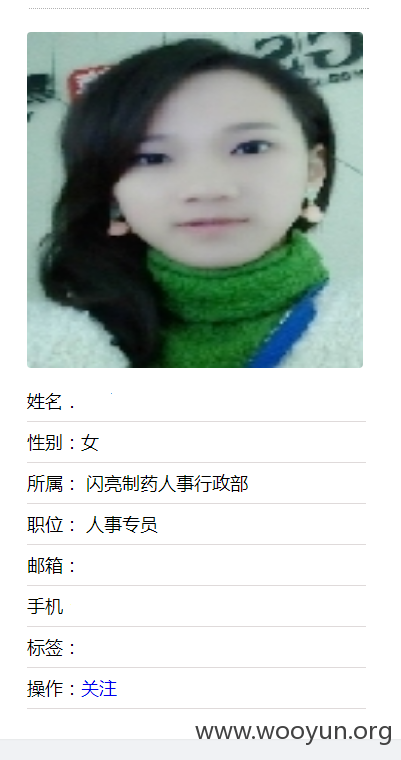 姓名：
性别：女
所属： 闪亮制药人事行政部
职位： 人事专员
邮箱：
手机
标签：
操作：关注
www.wooyun.org